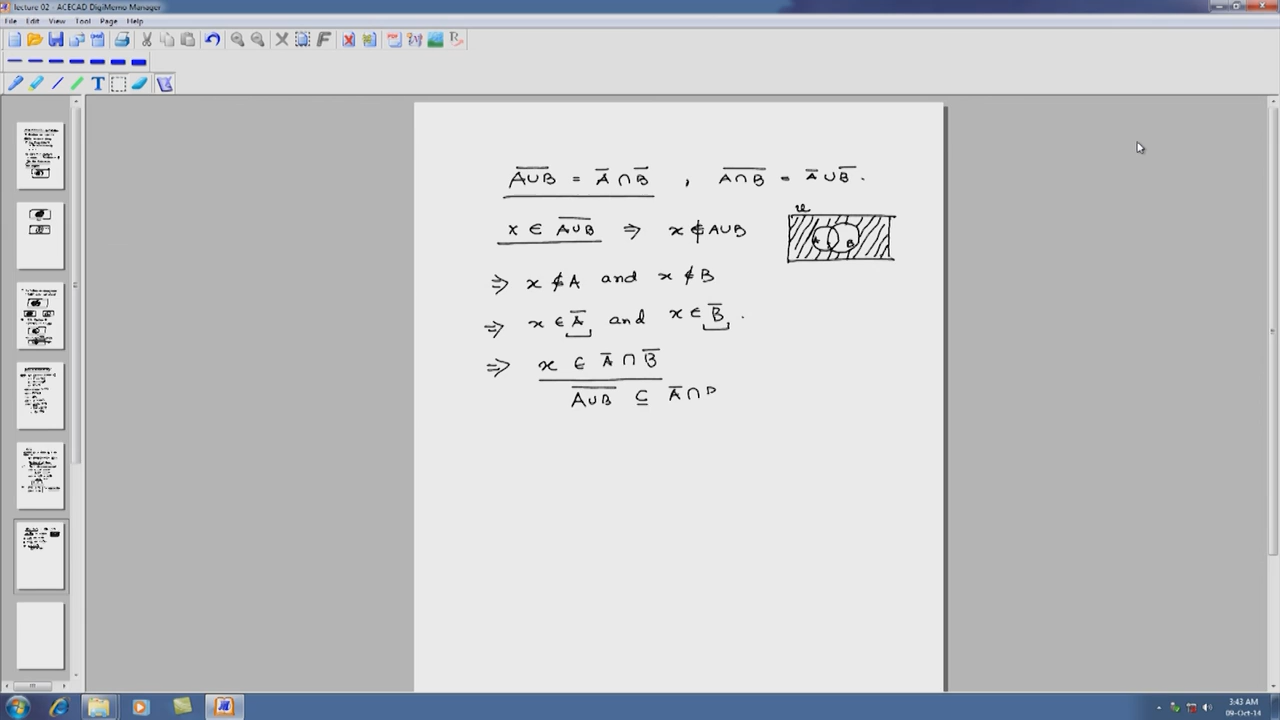 lecture 02 - ACECAD DigiMemo Manager
File Edit View Tool Page Help
A̅∪̅B̅ = A̅ ∩ B̅ , A̅∩̅B̅ = A̅ ∪ B̅ .
x ∈ A̅∪̅B̅ ⇒ x ∉ A∪B
u
A B
⇒ x ∉ A and x ∉ B
⇒ x ∈ A̅ and x ∈ B̅ .
⇒ x ∈ A̅ ∩ B̅
A̅∪̅B̅ ⊆ A̅ ∩
3:43 AM
09-Oct-14